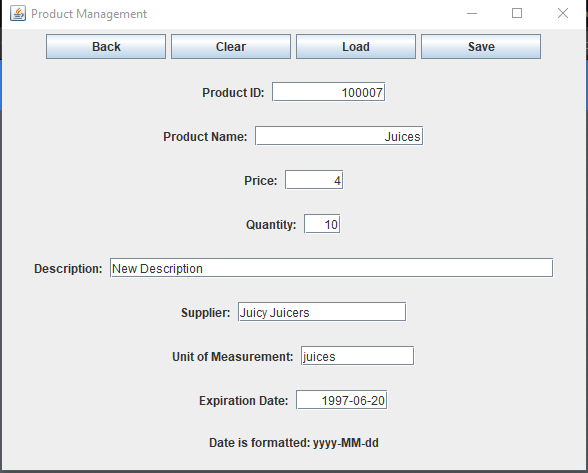 Product Management
Back Clear Load Save
Product ID: 100007
Product Name: Juices
Price: 4
Quantity: 10
Description: New Description
Supplier: Juicy Juicers
Unit of Measurement: juices
Expiration Date: 1997-06-20
Date is formatted: yyyy-MM-dd